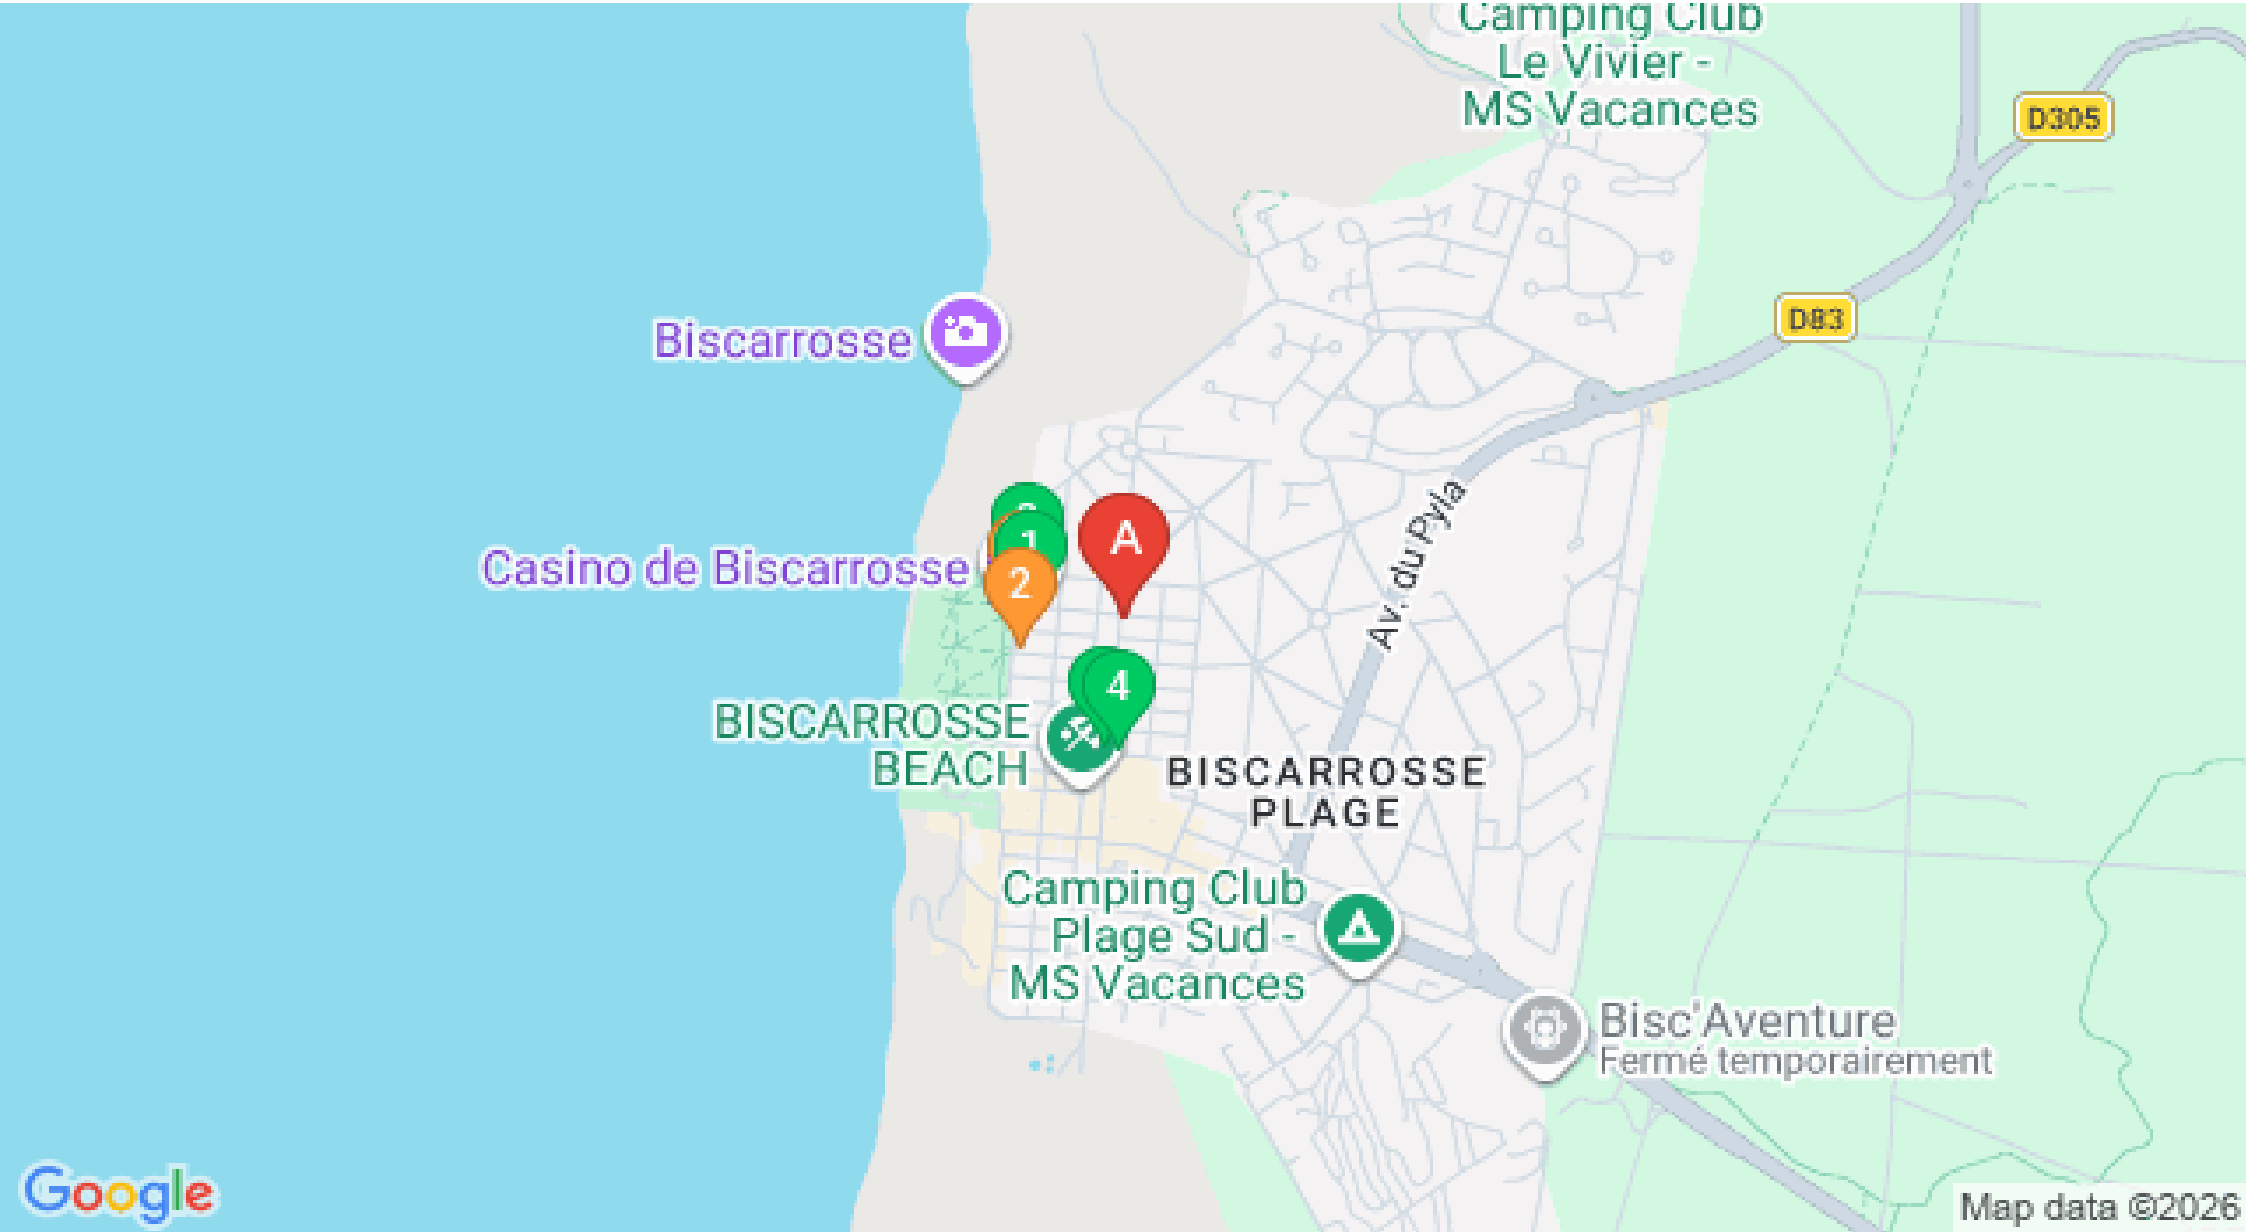 Camping Club
Le Vivier -
MS Vacances
D305
D83
Biscarrosse
Av. du Pyla
A
1
Casino de Biscarrosse
2
4
BISCARROSSE
BEACH
BISCARROSSE
PLAGE
Camping Club
Plage Sud -
MS Vacances
Bisc'Aventure
Fermé temporairement
Google
Map data ©2026